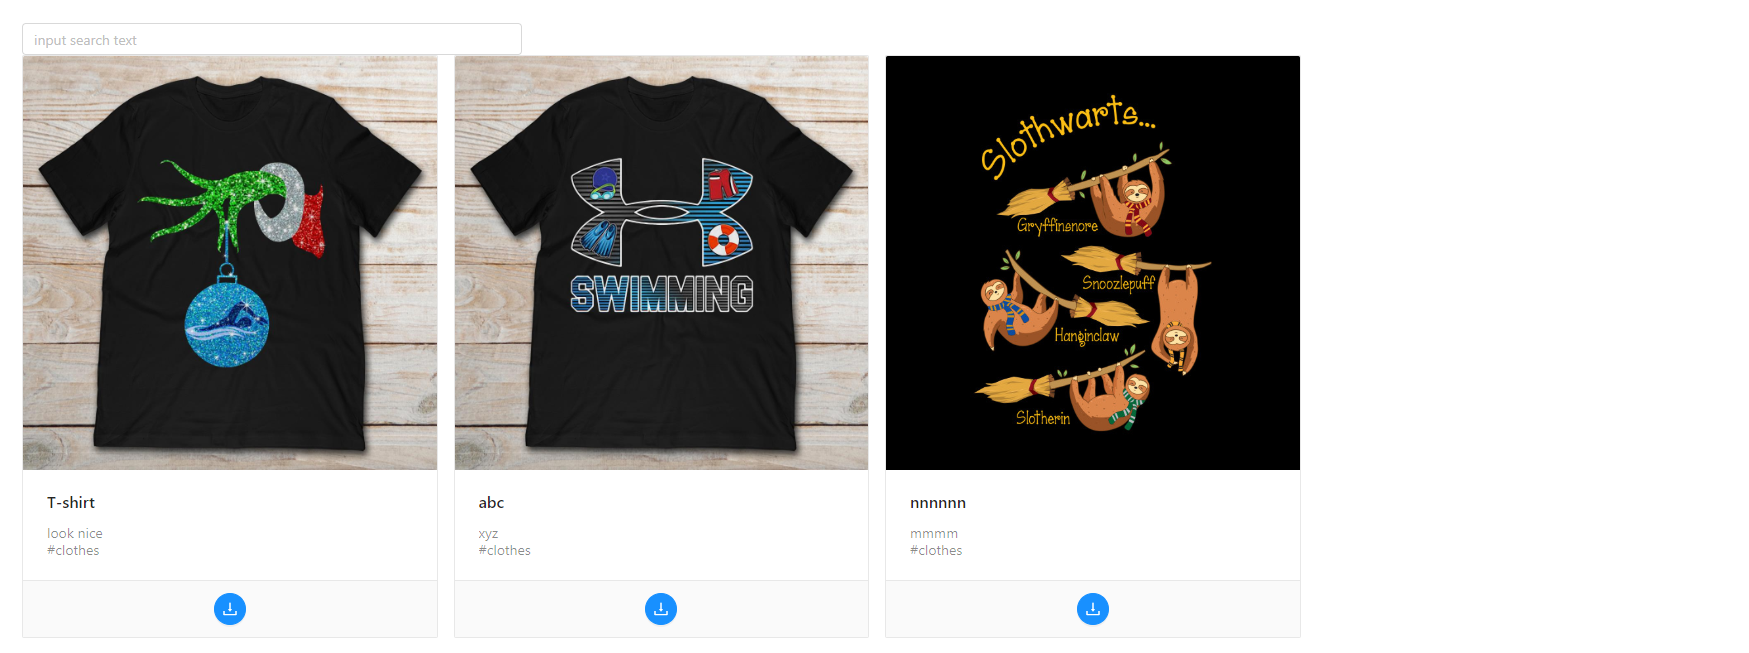 input search text
SWIMMING
Slothwarts...
Gryffinsnore
Snoozlepuff
Hanginclaw
Slotherin
T-shirt
look nice
#clothes
abc
xyz
#clothes
nnnnnn
mmmm
#clothes